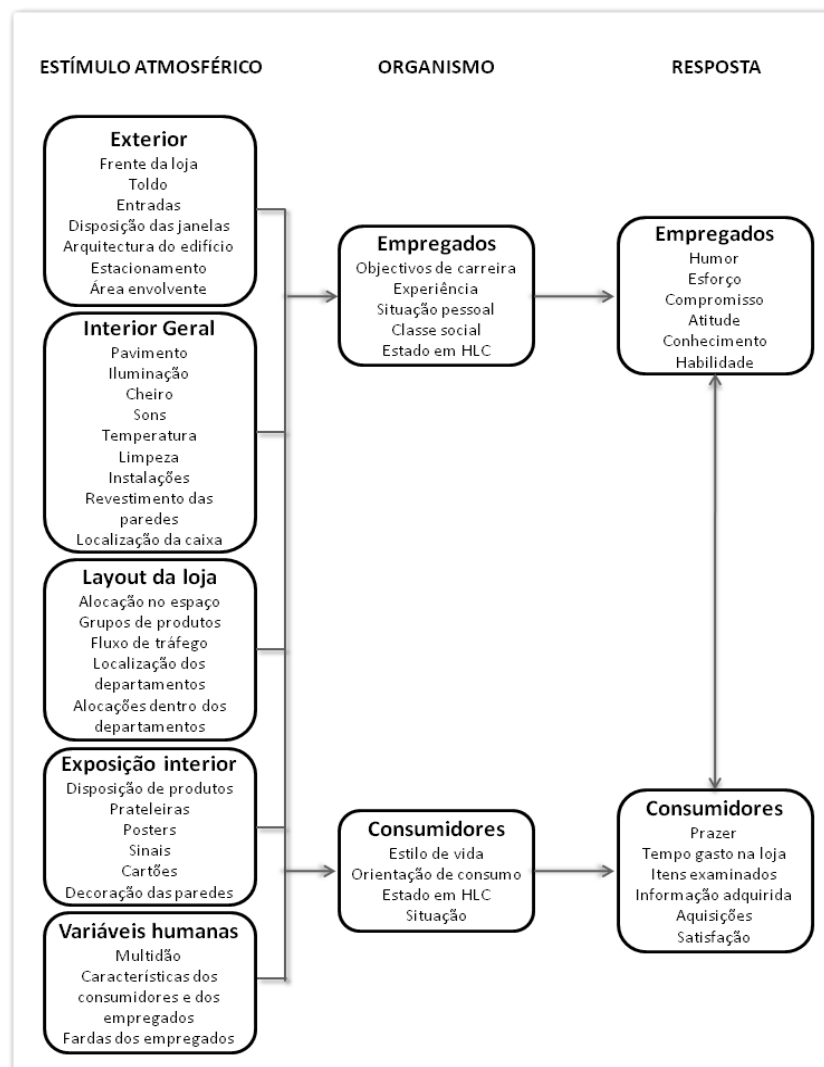 ESTÍMULO ATMOSFÉRICO
ORGANISMO
RESPOSTA
Exterior
Frente da loja
Toldo
Entradas
Disposição das janelas
Arquitectura do edifício
Estacionamento
Área envolvente
Interior Geral
Pavimento
Iluminação
Cheiro
Sons
Temperatura
Limpeza
Instalações
Revestimento das
paredes
Localização da caixa
Layout da loja
Alocação no espaço
Grupos de produtos
Fluxo de tráfego
Localização dos
departamentos
Alocações dentro dos
departamentos
Exposição interior
Disposição de produtos
Prateleiras
Posters
Sinais
Cartões
Decoração das paredes
Variáveis humanas
Multidão
Características dos
consumidores e dos
empregados
Fardas dos empregados
Empregados
Objectivos de carreira
Experiência
Situação pessoal
Classe social
Estado em HLC
Consumidores
Estilo de vida
Orientação de consumo
Estado em HLC
Situação
Empregados
Humor
Esforço
Compromisso
Atitude
Conhecimento
Habilidade
Consumidores
Prazer
Tempo gasto na loja
Itens examinados
Informação adquirida
Aquisições
Satisfação